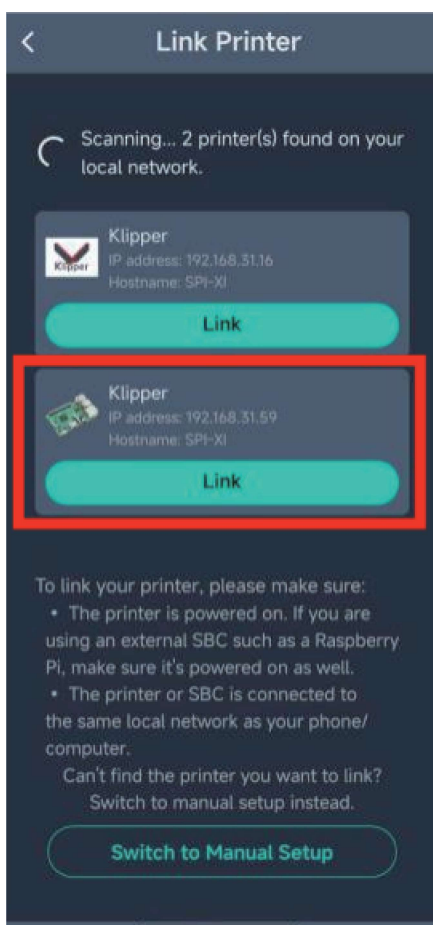 Link Printer
Scanning... 2 printer(s) found on your
local network.
Klipper
Klipper
IP address: 192.168.31.16
Hostname: SPI-XI
Link
Klipper
IP address: 192.168.31.59
Hostname: SPI-XI
Link
To link your printer, please make sure:
• The printer is powered on. If you are
using an external SBC such as a Raspberry
Pi, make sure it's powered on as well.
• The printer or SBC is connected to
the same local network as your phone/
computer.
Can't find the printer you want to link?
Switch to manual setup instead.
Switch to Manual Setup